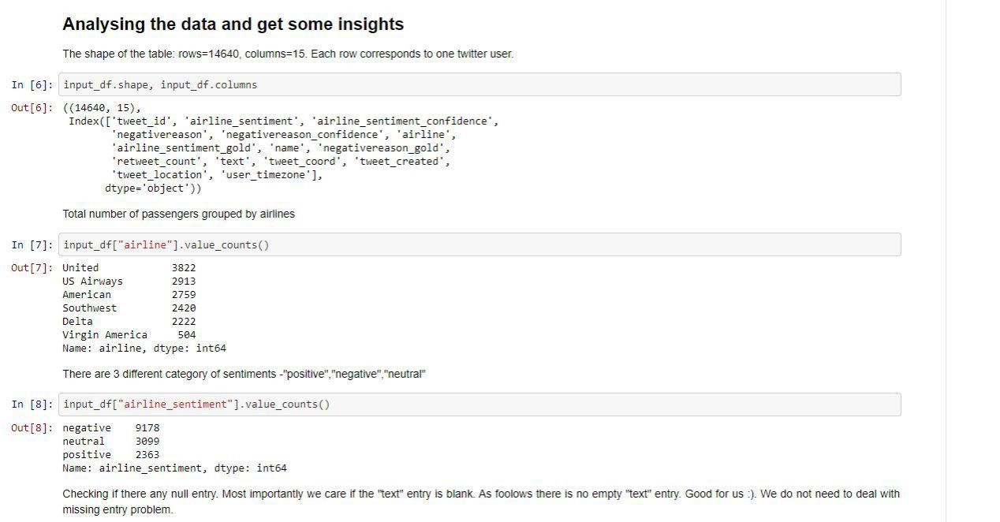 Analysing the data and get some insights
The shape of the table: rows=14640, columns=15. Each row corresponds to one twitter user.
In [6]: input_df.shape, input_df.columns
Out[6]: ((14640, 15),
Index(['tweet_id', 'airline_sentiment', 'airline_sentiment_confidence',
'negativereason', 'negativereason_confidence', 'airline',
'airline_sentiment_gold', 'name', 'negativereason_gold',
'retweet_count', 'text', 'tweet_coord', 'tweet_created',
'tweet_location', 'user_timezone'],
dtype='object'))
Total number of passengers grouped by airlines
In [7]: input_df["airline"].value_counts()
Out[7]: United 3822
US Airways 2913
American 2759
Southwest 2420
Delta 2222
Virgin America 504
Name: airline, dtype: int64
There are 3 different category of sentiments -"positive","negative","neutral"
In [8]: input_df["airline_sentiment"].value_counts()
Out[8]: negative 9178
neutral 3099
positive 2363
Name: airline_sentiment, dtype: int64
Checking if there any null entry. Most importantly we care if the "text" entry is blank. As foolows there is no empty "text" entry. Good for us :). We do not need to deal with
missing entry problem.